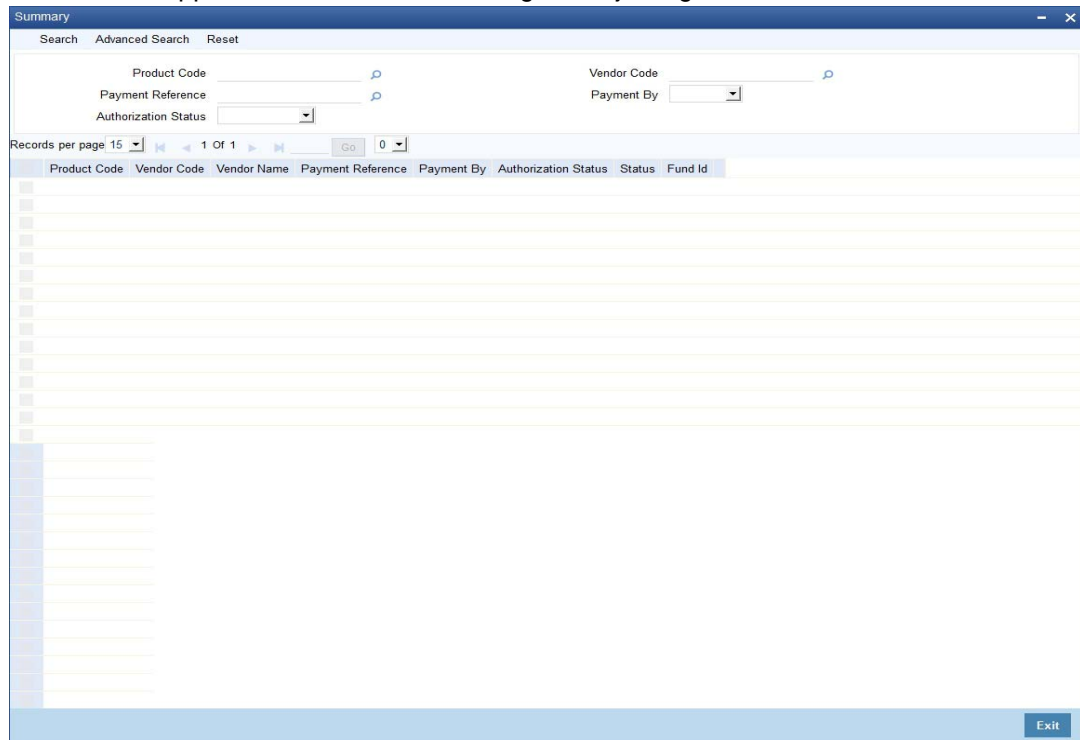 Summary
Search Advanced Search Reset
Product Code Vendor Code
Payment Reference Payment By
Authorization Status
Records per page 15 1 Of 1 Go 0
Product Code Vendor Code Vendor Name Payment Reference Payment By Authorization Status Status Fund Id
Exit